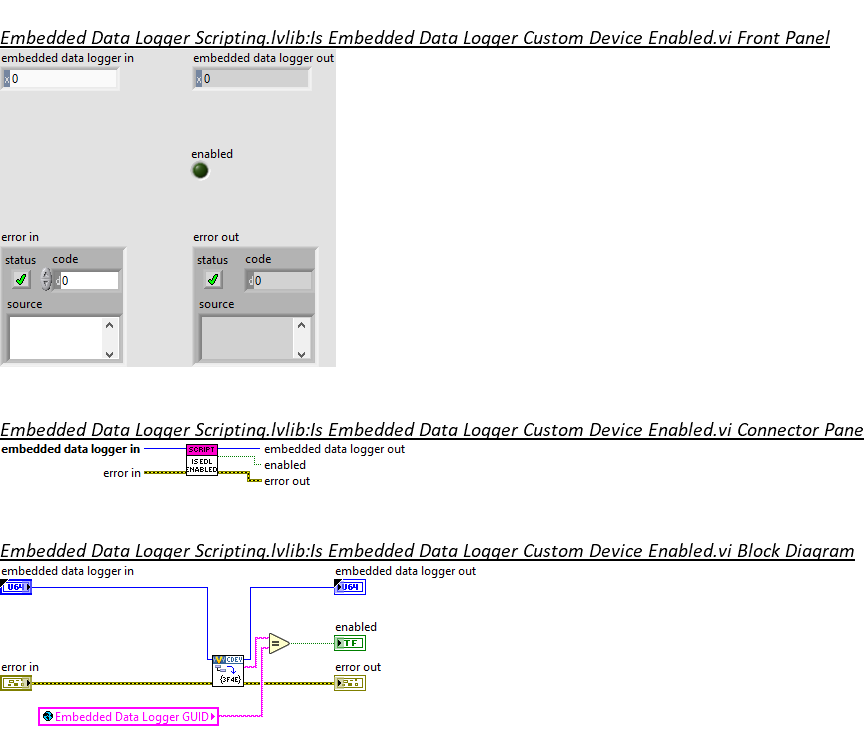 Embedded Data Logger Scripting.lvlib:Is Embedded Data Logger Custom Device Enabled.vi Front Panel
embedded data logger in embedded data logger out
x 0 x 0
enabled
error in error out
status code status code
d 0 d 0
source source
Embedded Data Logger Scripting.lvlib:Is Embedded Data Logger Custom Device Enabled.vi Connector Pane
embedded data logger in SCRIPT embedded data logger out
IS EDL enabled
error in ENABLED error out
Embedded Data Logger Scripting.lvlib:Is Embedded Data Logger Custom Device Enabled.vi Block Diagram
embedded data logger in embedded data logger out
U64 U64
enabled
= TF
CDEV
error in error out
{3F4E}
Embedded Data Logger GUID